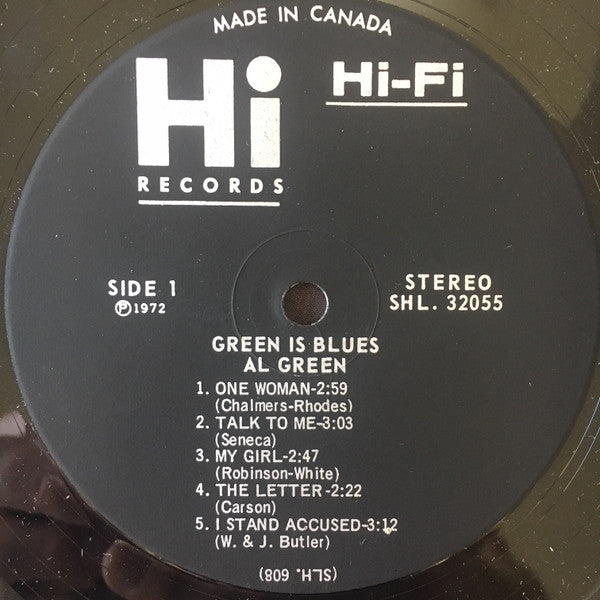 MADE IN CANADA
Hi
RECORDS
Hi-Fi
SIDE 1
℗1972
STEREO
SHL. 32055
GREEN IS BLUES
AL GREEN
1. ONE WOMAN-2:59
(Chalmers-Rhodes)
2. TALK TO ME-3:03
(Seneca)
3. MY GIRL-2:47
(Robinson-White)
4. THE LETTER-2:22
(Carson)
5. I STAND ACCUSED-3:12
(W. & J. Butler)
(SLH. 809)